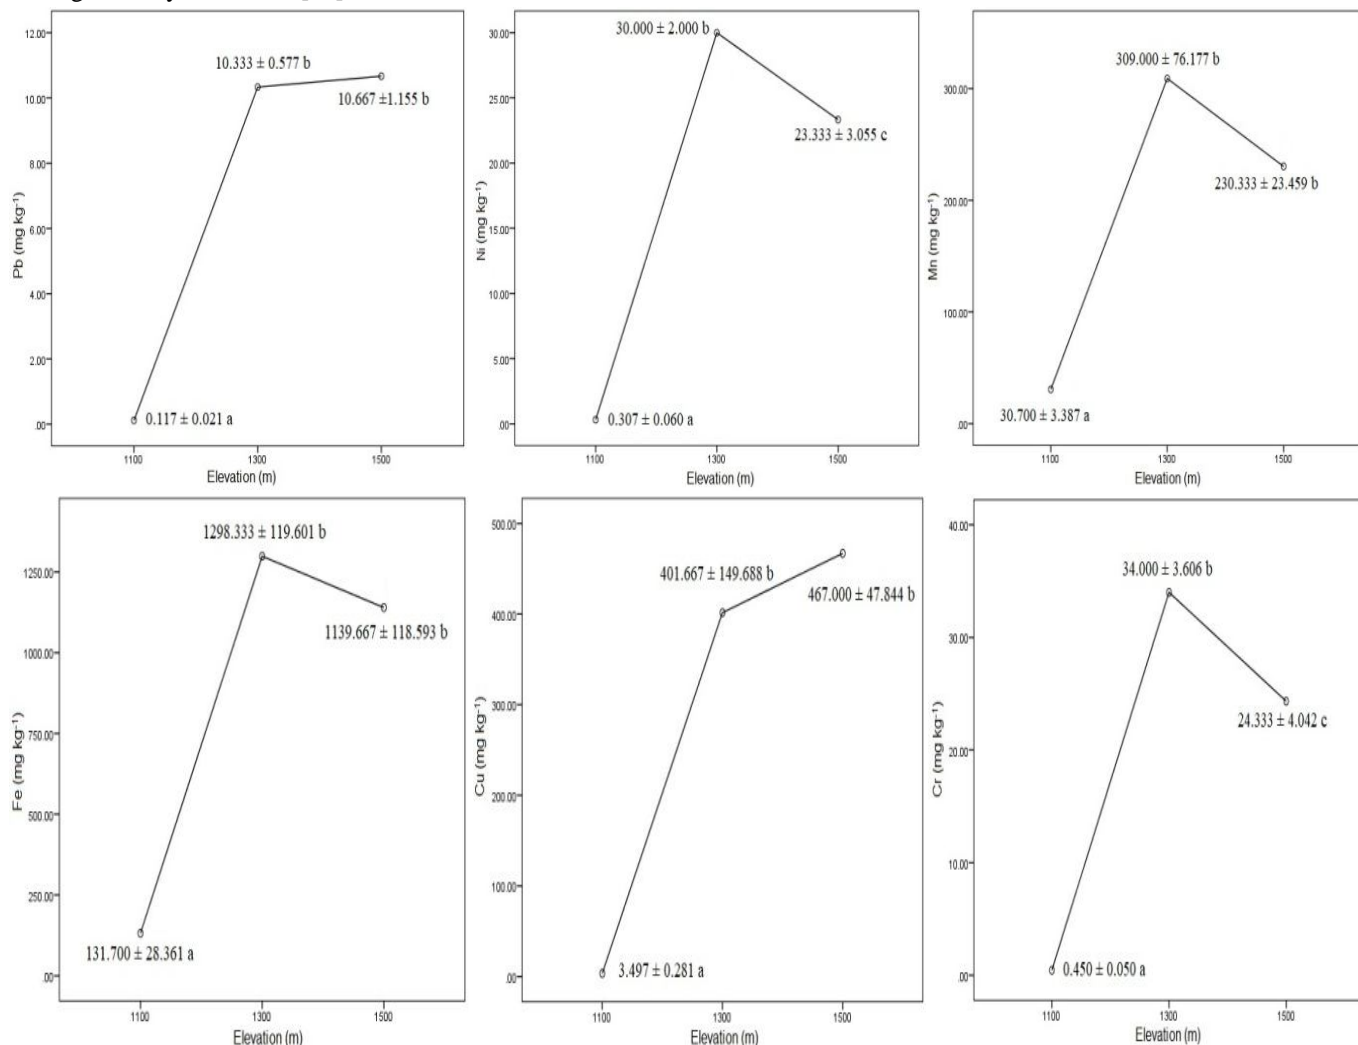 12.00
10.00
8.00
6.00
4.00
2.00
.00
Pb (mg kg⁻¹)
10.333 ± 0.577 b
10.667 ±1.155 b
0.117 ± 0.021 a
1100 1300 1500
Elevation (m)
30.00
25.00
20.00
15.00
10.00
5.00
.00
Ni (mg kg⁻¹)
30.000 ± 2.000 b
23.333 ± 3.055 c
0.307 ± 0.060 a
1100 1300 1500
Elevation (m)
300.00
200.00
100.00
.00
Mn (mg kg⁻¹)
309.000 ± 76.177 b
230.333 ± 23.459 b
30.700 ± 3.387 a
1100 1300 1500
Elevation (m)
1250.00
1000.00
750.00
500.00
250.00
.00
Fe (mg kg⁻¹)
1298.333 ± 119.601 b
1139.667 ± 118.593 b
131.700 ± 28.361 a
1100 1300 1500
Elevation (m)
500.00
400.00
300.00
200.00
100.00
.00
Cu (mg kg⁻¹)
401.667 ± 149.688 b
467.000 ± 47.844 b
3.497 ± 0.281 a
1100 1300 1500
Elevation (m)
40.00
30.00
20.00
10.00
.00
Cr (mg kg⁻¹)
34.000 ± 3.606 b
24.333 ± 4.042 c
0.450 ± 0.050 a
1100 1300 1500
Elevation (m)